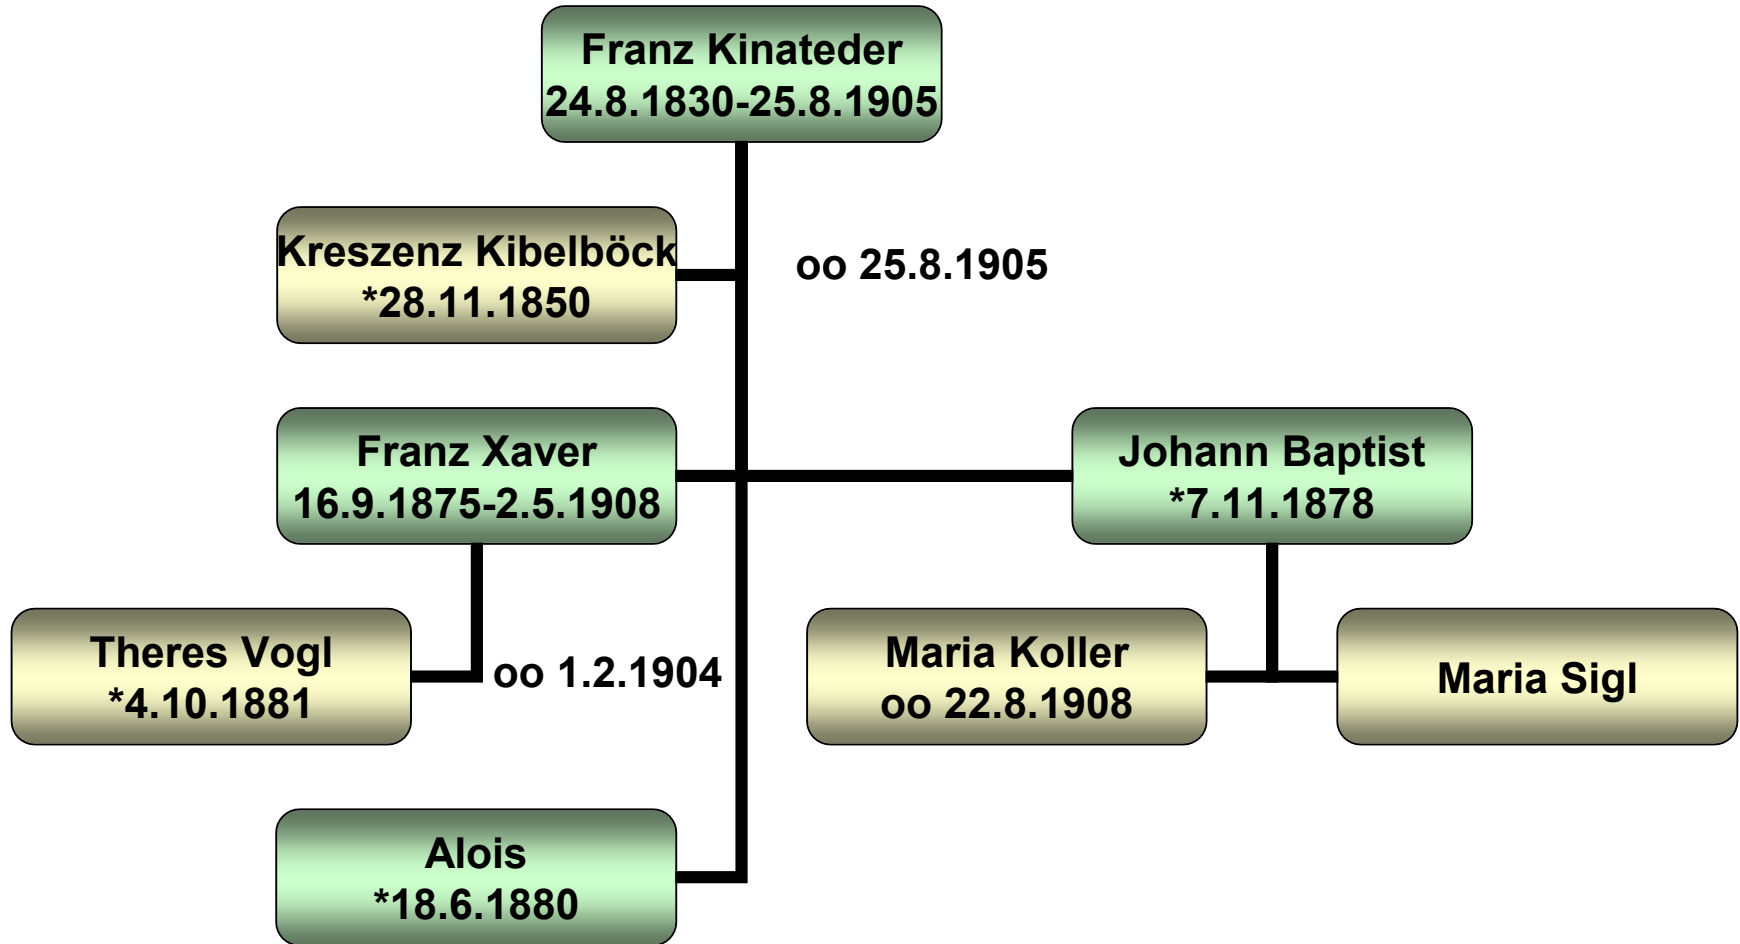 Franz Kinateder
24.8.1830-25.8.1905
Kreszenz Kibelböck
*28.11.1850
oo 25.8.1905
Franz Xaver
16.9.1875-2.5.1908
Johann Baptist
*7.11.1878
Theres Vogl
*4.10.1881
oo 1.2.1904
Maria Koller
oo 22.8.1908
Maria Sigl
Alois
*18.6.1880